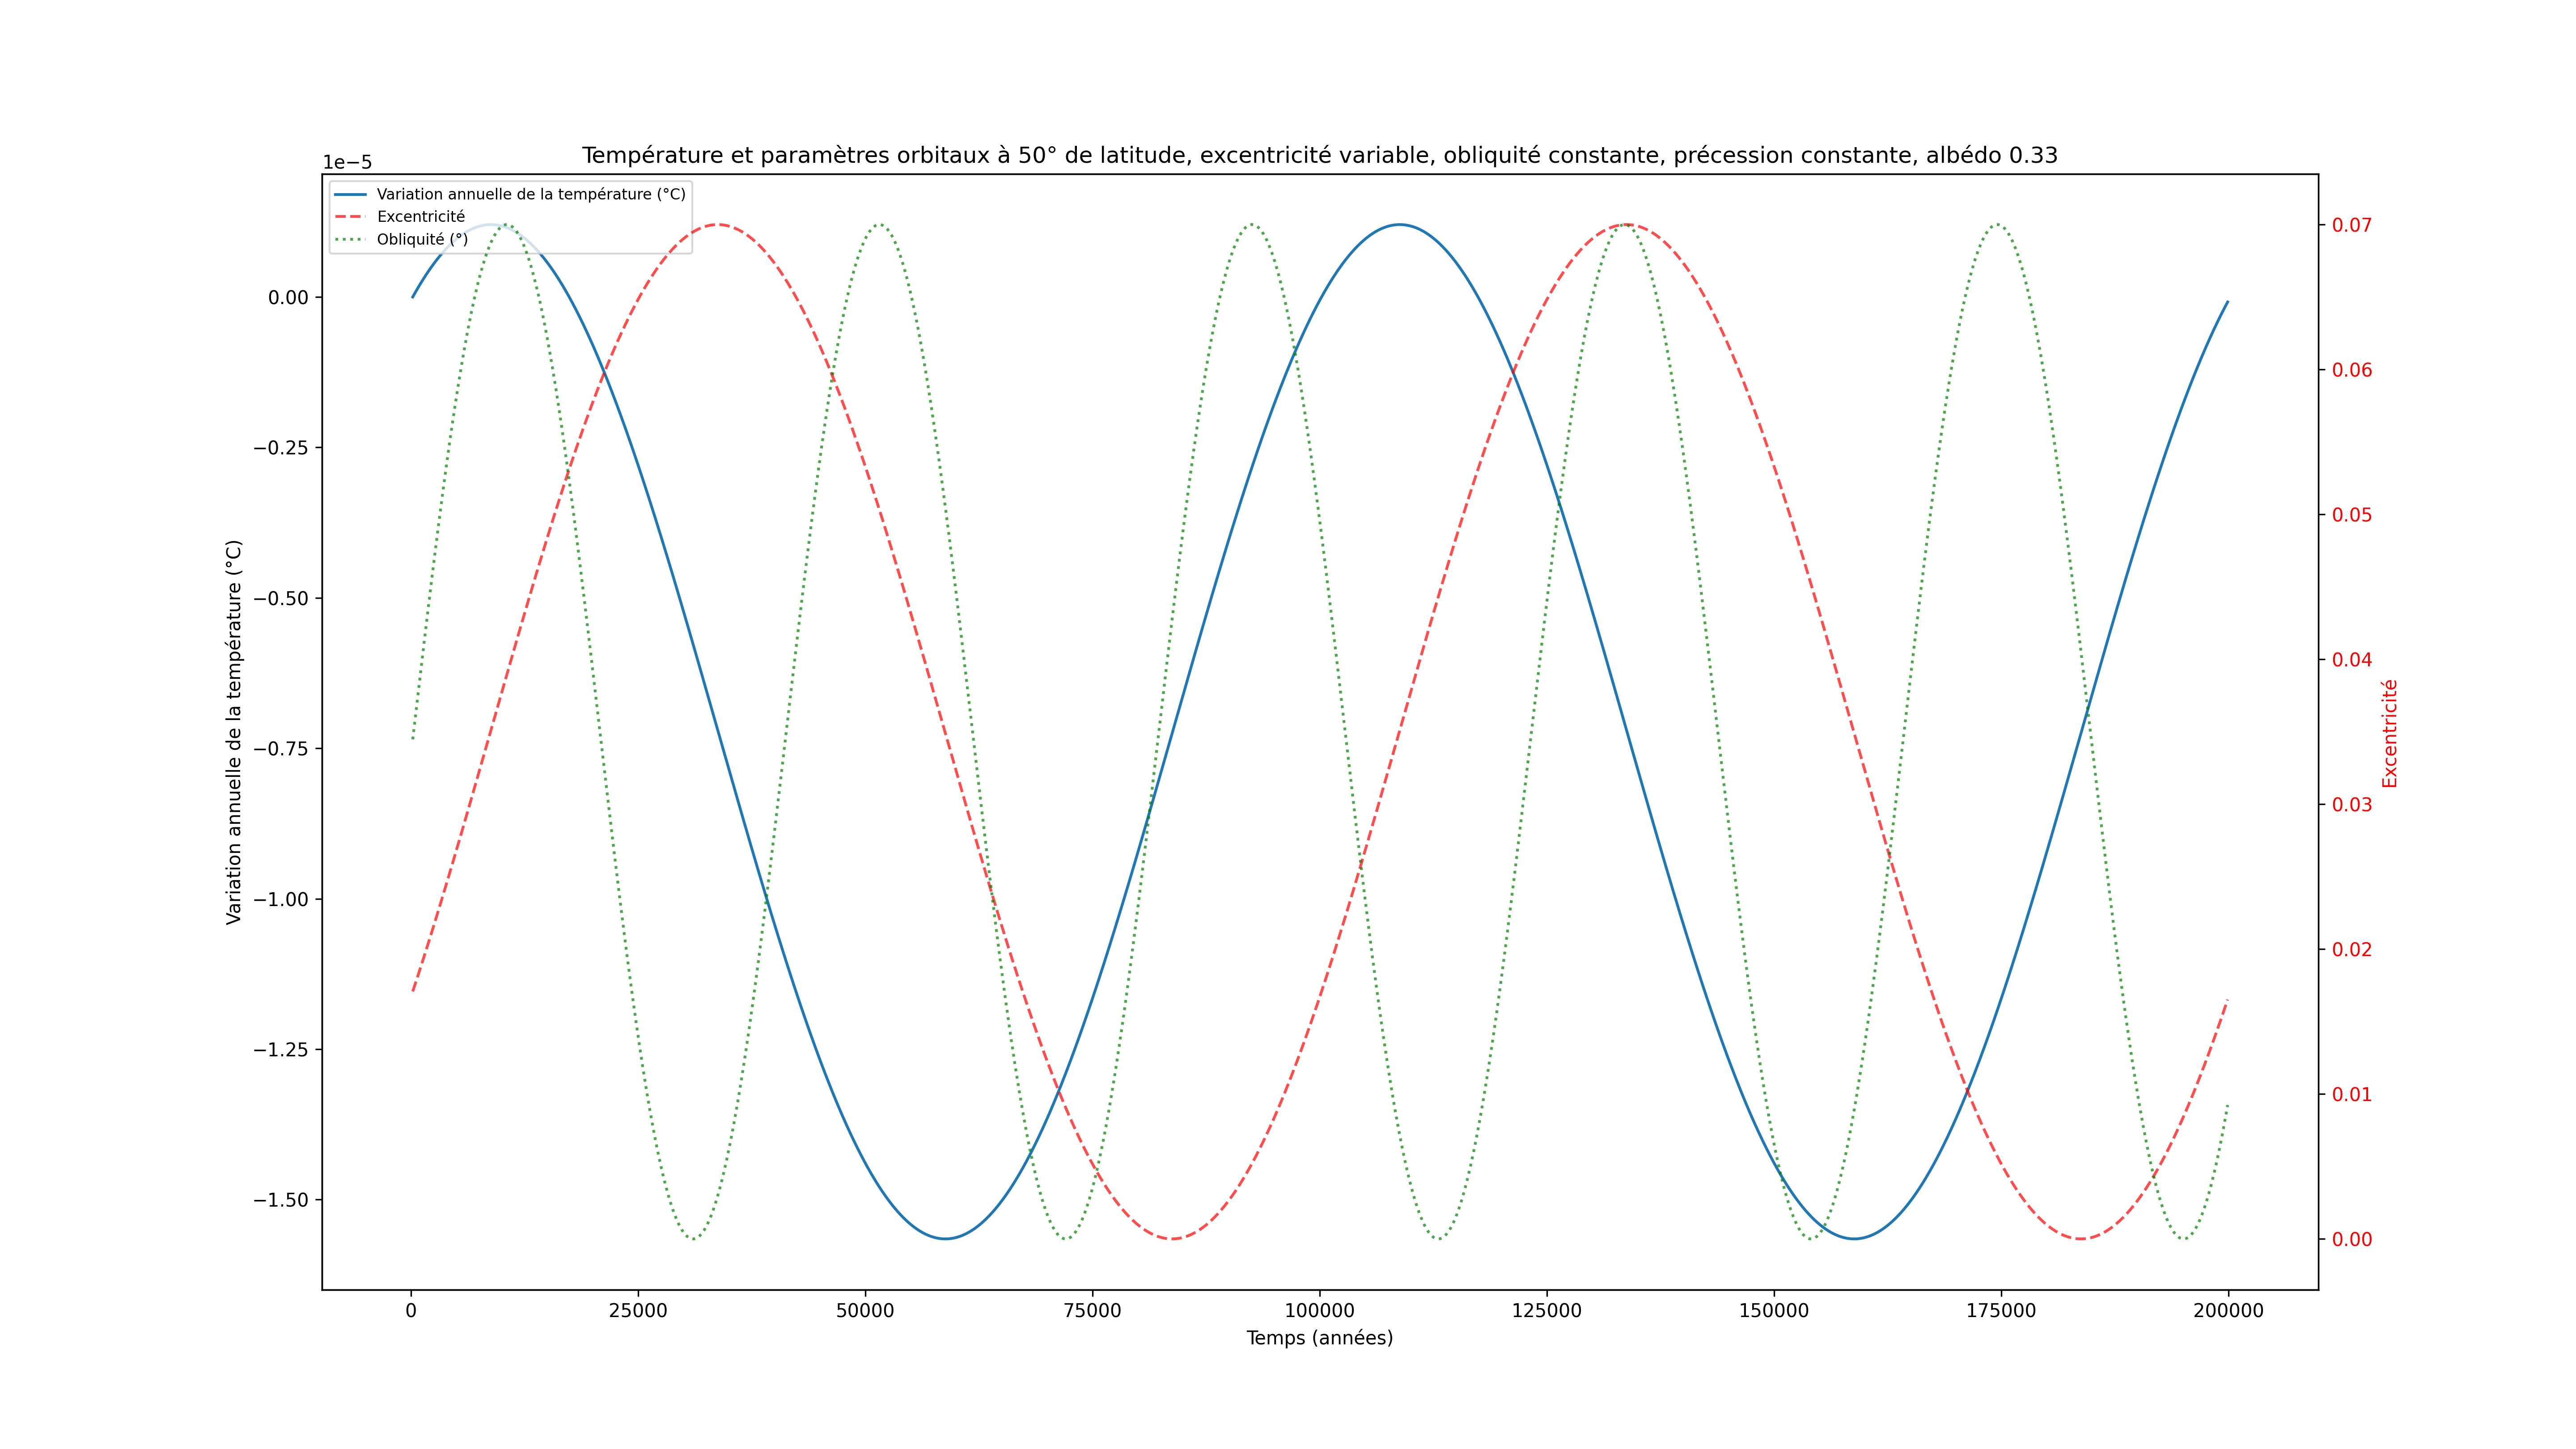 Température et paramètres orbitaux à 50° de latitude, excentricité variable, obliquité constante, précession constante, albédo 0.33
1e−5
Variation annuelle de la température (°C)
Excentricité
Obliquité (°)
0.00
−0.25
−0.50
−0.75
−1.00
−1.25
−1.50
Variation annuelle de la température (°C)
0.07
0.06
0.05
0.04
0.03
0.02
0.01
0.00
Excentricité
0 25000 50000 75000 100000 125000 150000 175000 200000
Temps (années)